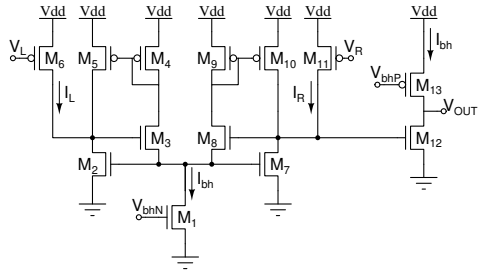 Vdd Vdd Vdd Vdd Vdd Vdd Vdd
V_L M_6 M_5 M_4 M_9 M_10 M_11 V_R I_bh
I_L I_R V_bhP M_13
V_OUT
M_3 M_8 M_12
M_2 M_7
I_bh
V_bhN M_1